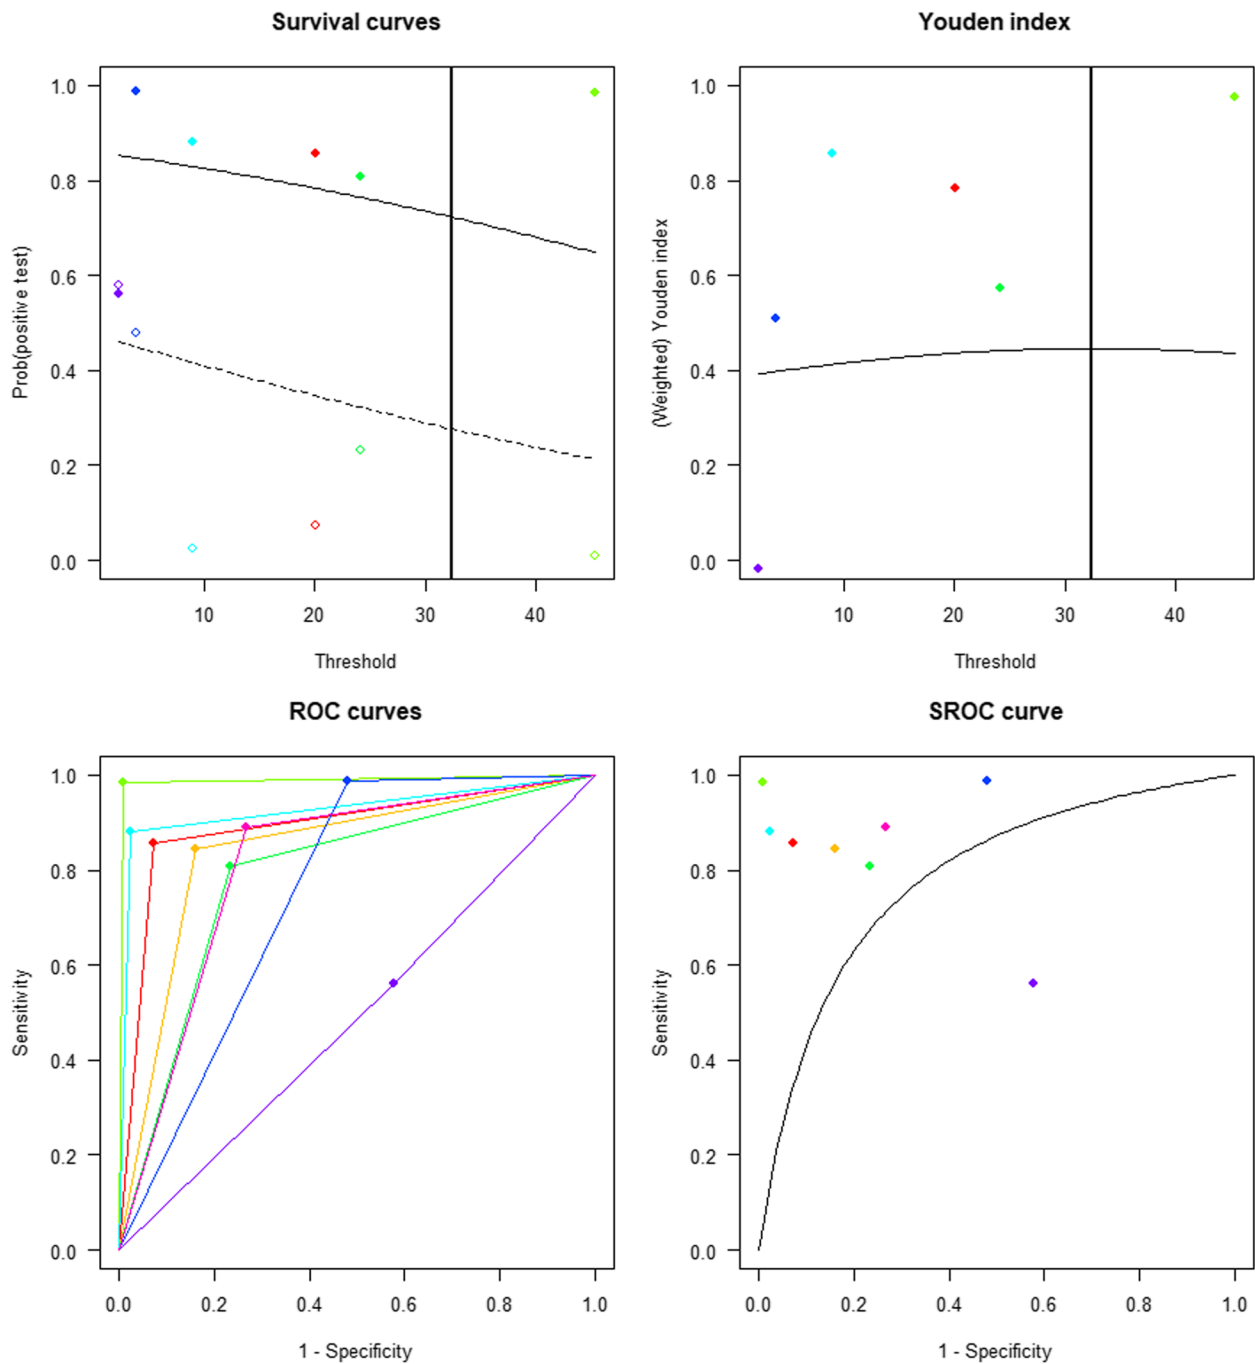 Survival curves
Prob(positive test)
1.0
0.8
0.6
0.4
0.2
0.0
10 20 30 40
Threshold
Youden index
(Weighted) Youden index
1.0
0.8
0.6
0.4
0.2
0.0
10 20 30 40
Threshold
ROC curves
Sensitivity
1.0
0.8
0.6
0.4
0.2
0.0
0.0 0.2 0.4 0.6 0.8 1.0
1 - Specificity
SROC curve
Sensitivity
1.0
0.8
0.6
0.4
0.2
0.0
0.0 0.2 0.4 0.6 0.8 1.0
1 - Specificity